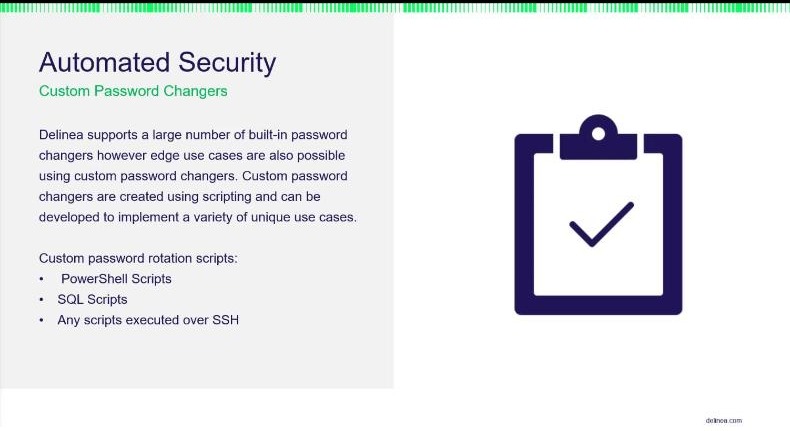 Automated Security
Custom Password Changers
Delinea supports a large number of built-in password
changers however edge use cases are also possible
using custom password changers. Custom password
changers are created using scripting and can be
developed to implement a variety of unique use cases.
Custom password rotation scripts:
• PowerShell Scripts
• SQL Scripts
• Any scripts executed over SSH
delinea.com